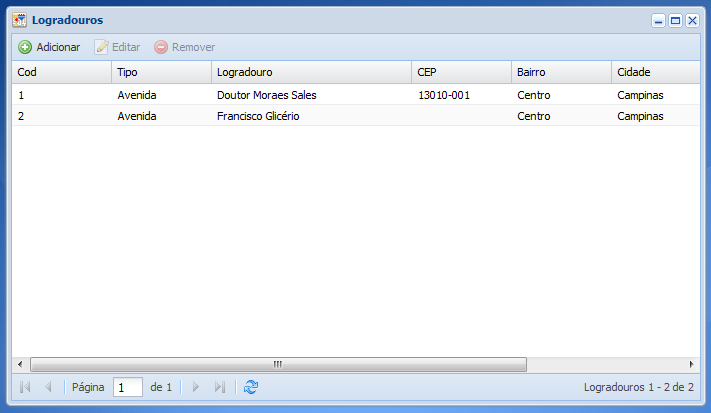 Logradouros
Adicionar Editar Remover
Cod Tipo Logradouro CEP Bairro Cidade
1 Avenida Doutor Moraes Sales 13010-001 Centro Campinas
2 Avenida Francisco Glicério Centro Campinas
Página 1 de 1 Logradouros 1 - 2 de 2